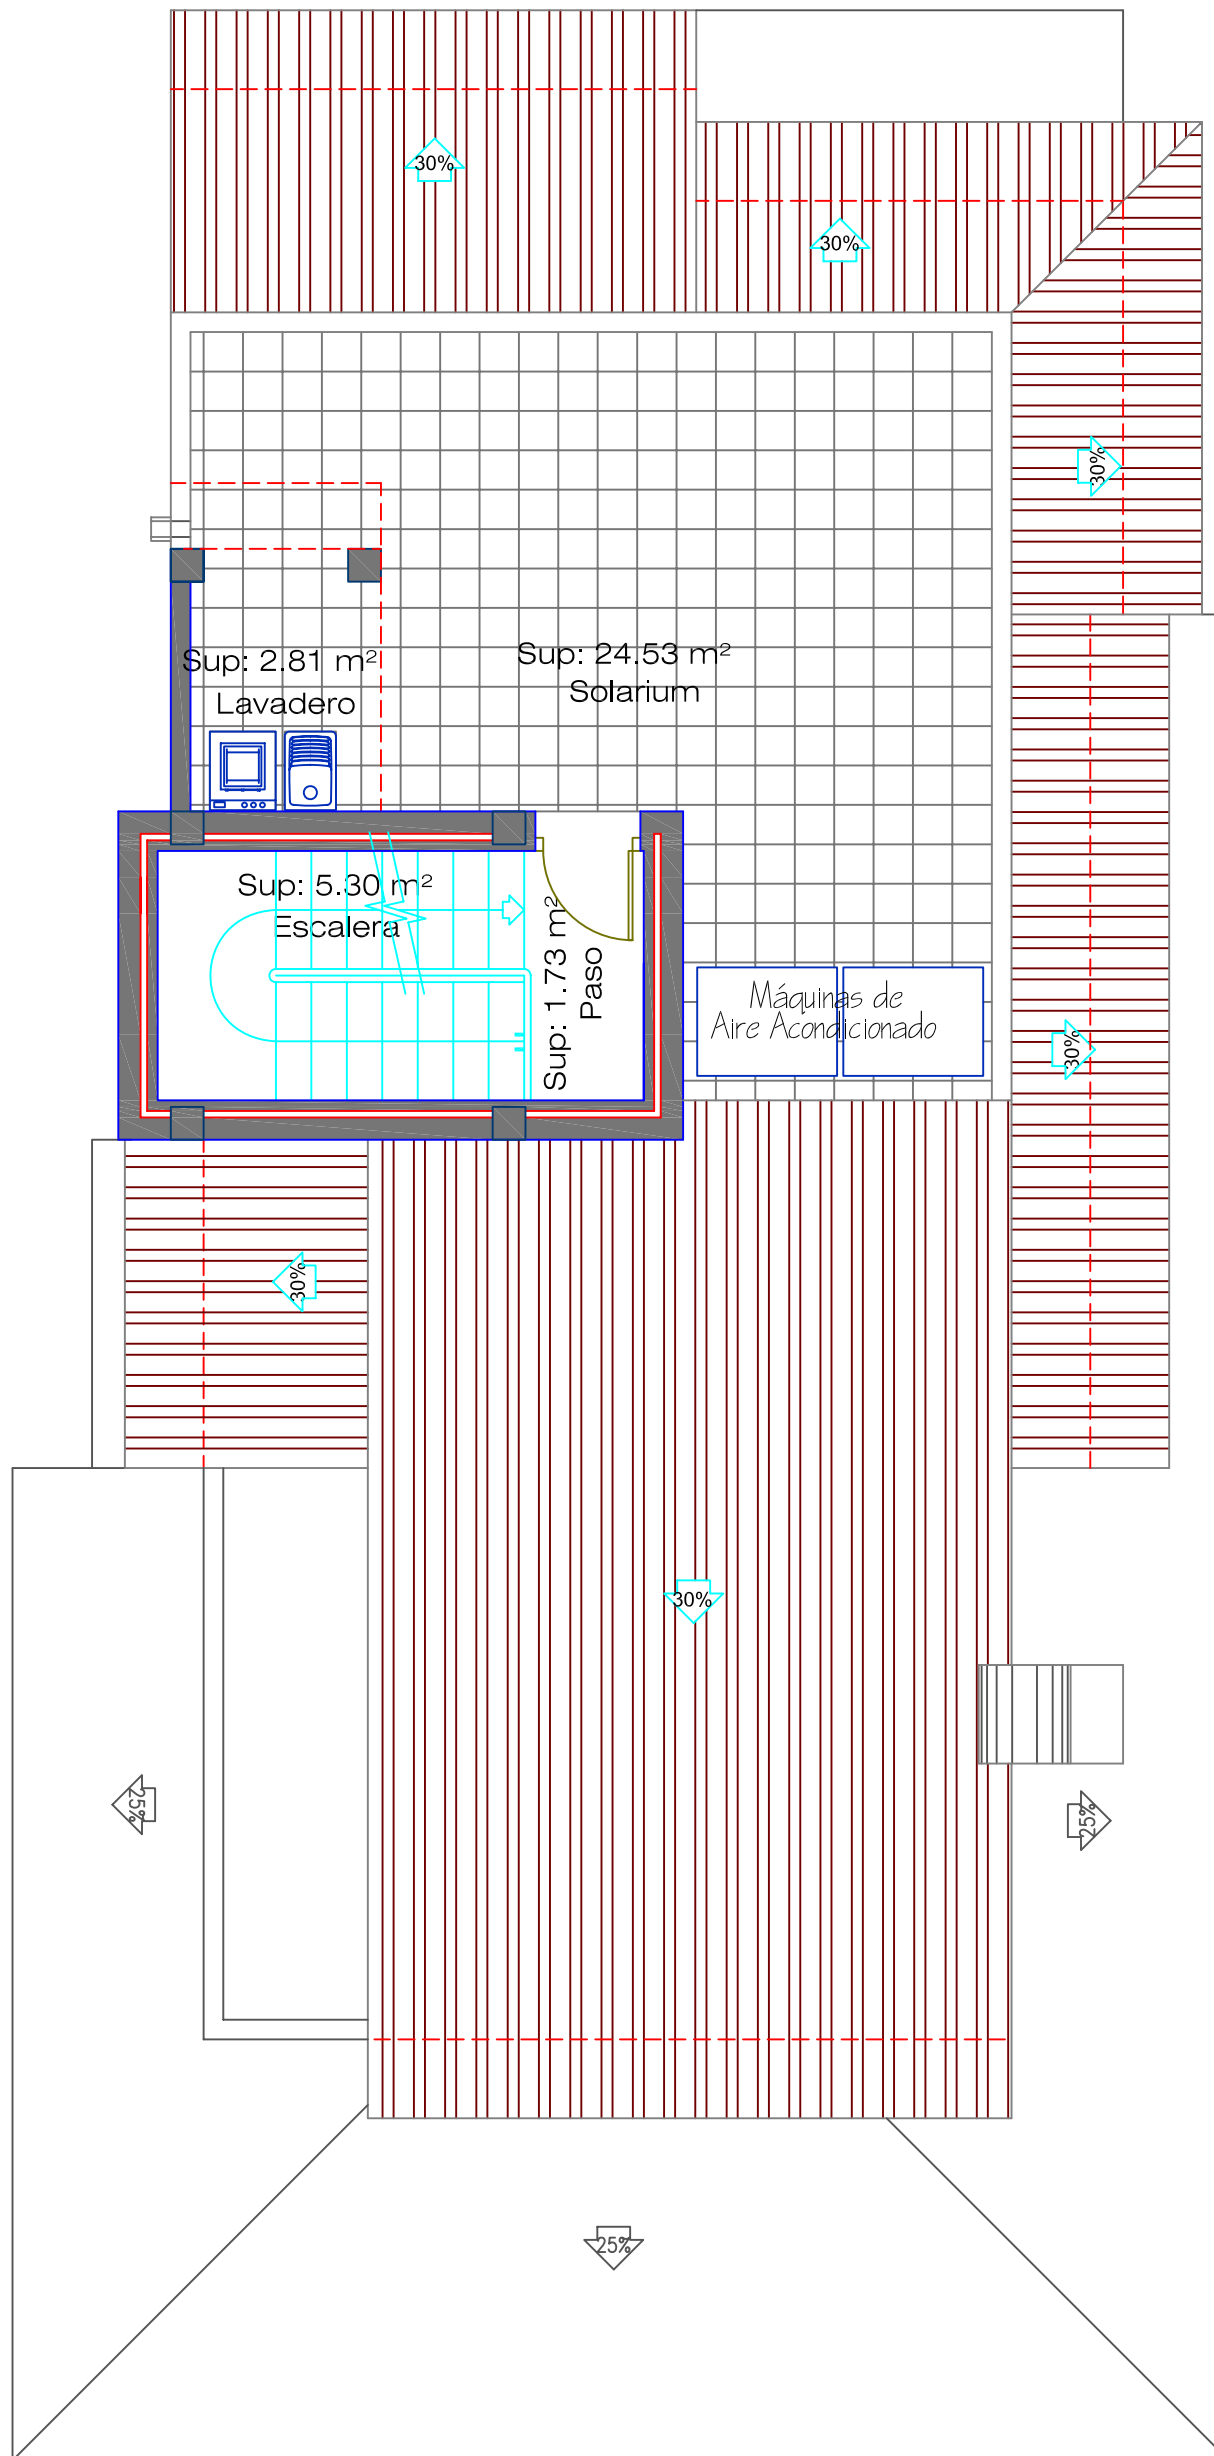 30%
30%
30%
Sup: 2.81 m²
Lavadero
Sup: 24.53 m²
Solarium
Sup: 5.30 m²
Escalera
Sup: 1.73 m²
Paso
Máquinas de
Aire Acondicionado
30%
30%
30%
25%
25%
25%